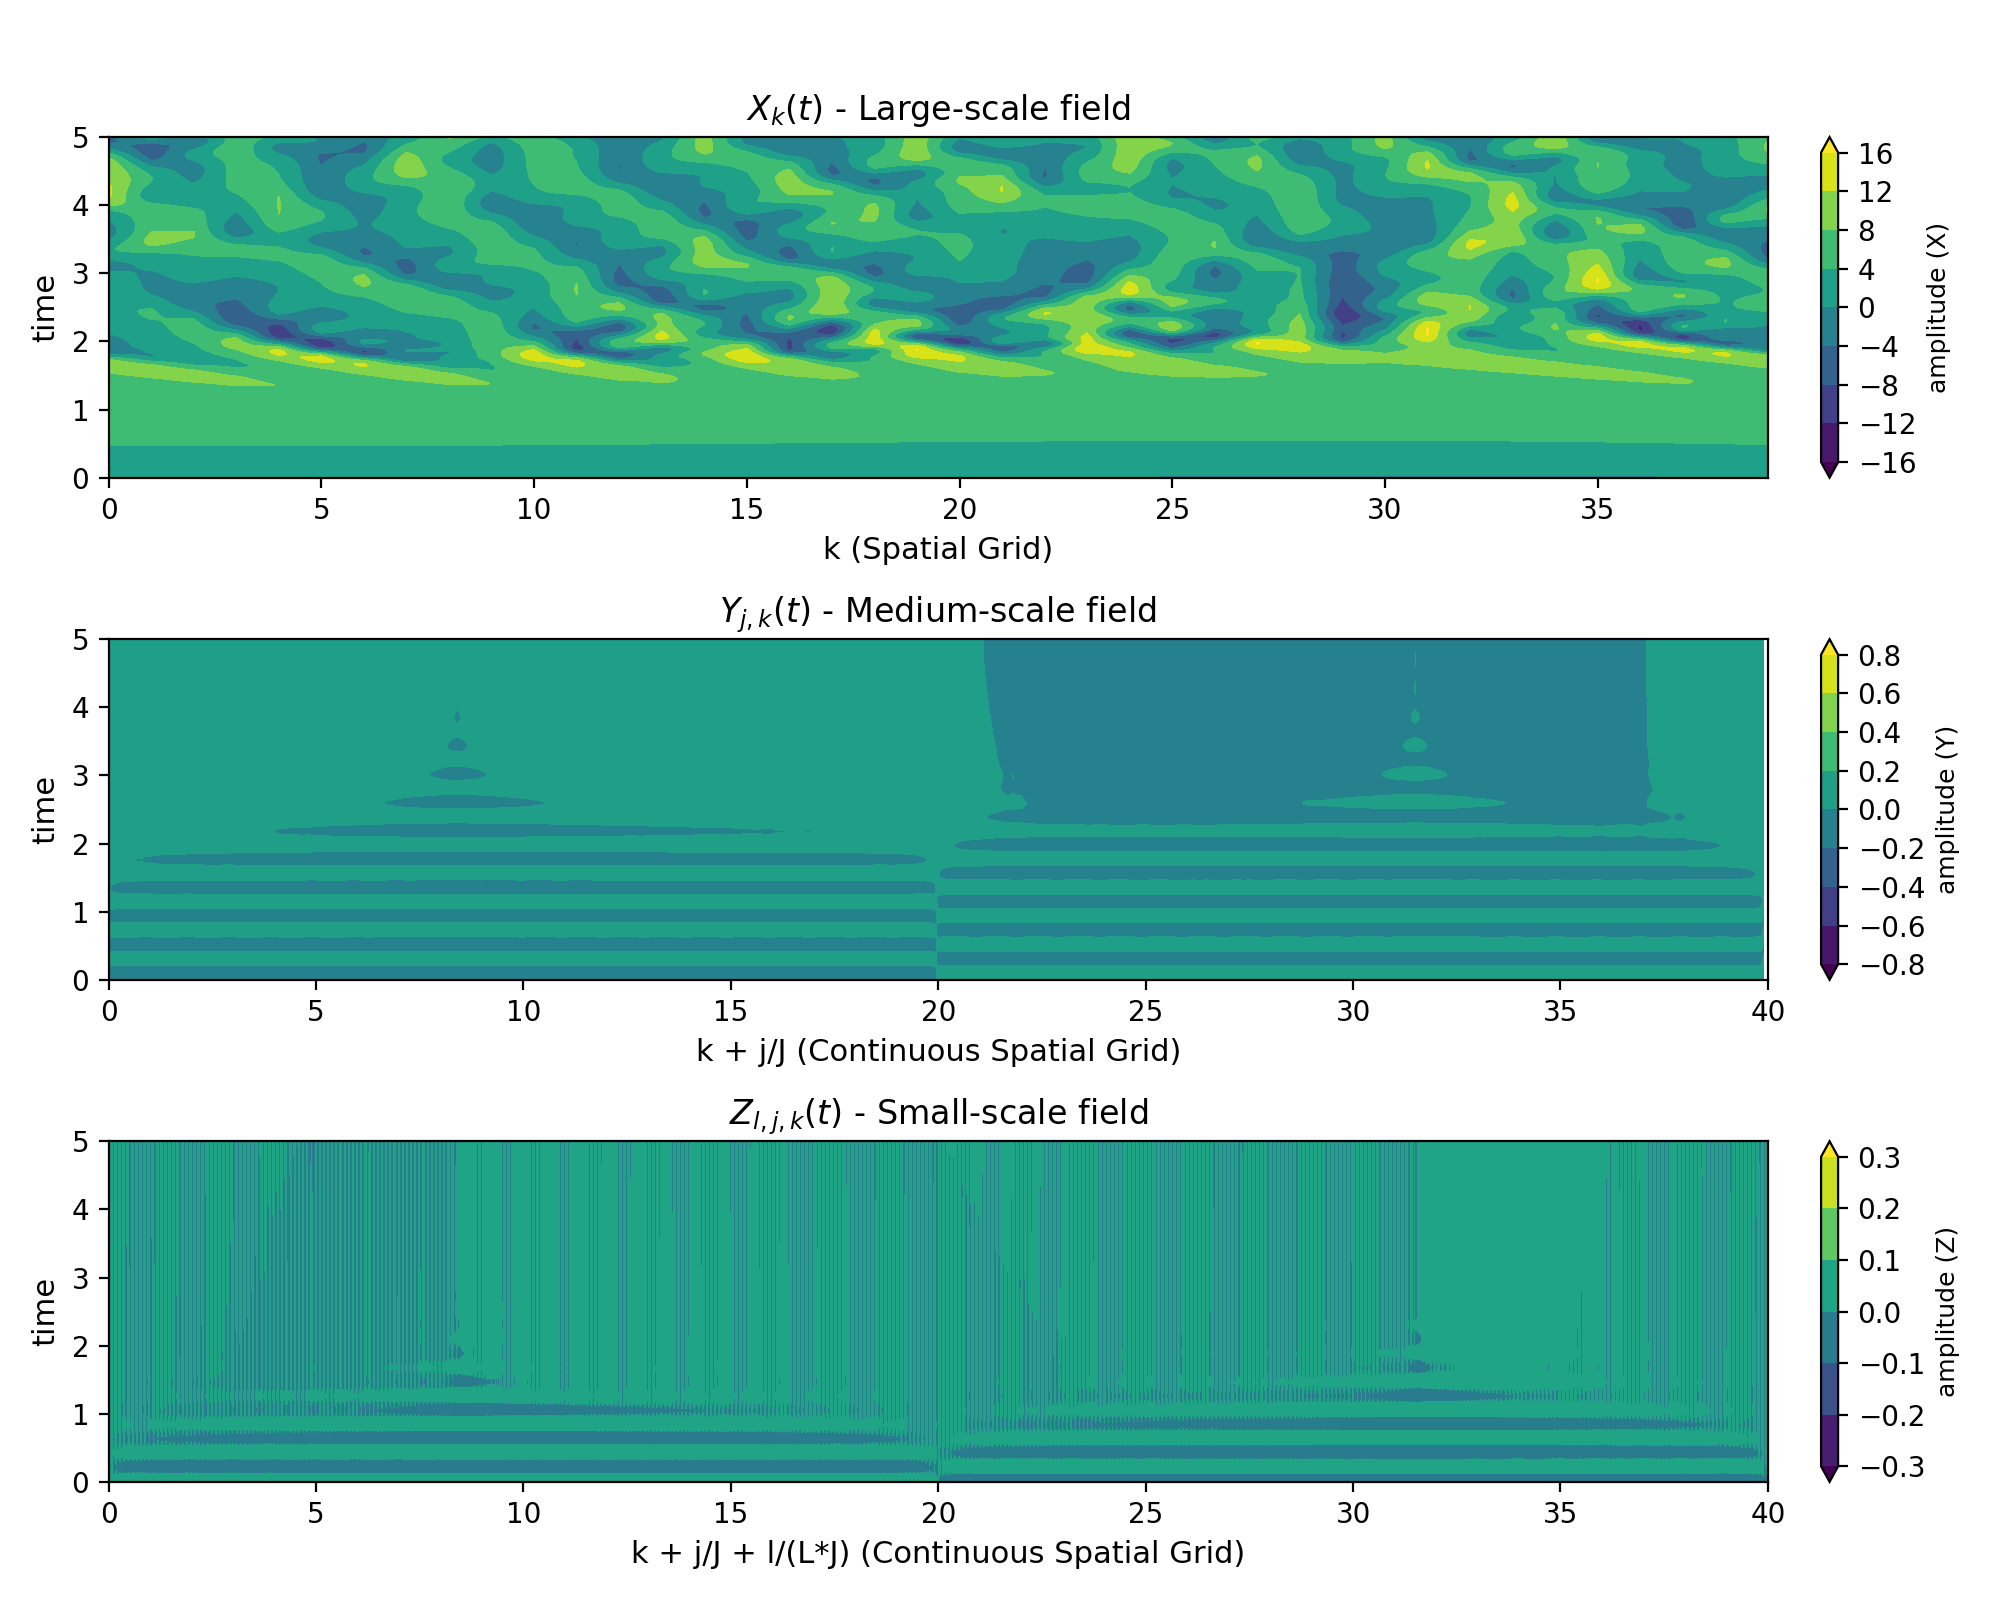 X_k(t) - Large-scale field
5
4
3
2
1
0
time
0 5 10 15 20 25 30 35
k (Spatial Grid)
16
12
8
4
0
−4
−8
−12
−16
amplitude (X)
Y_{j,k}(t) - Medium-scale field
5
4
3
2
1
0
time
0 5 10 15 20 25 30 35 40
k + j/J (Continuous Spatial Grid)
0.8
0.6
0.4
0.2
0.0
−0.2
−0.4
−0.6
−0.8
amplitude (Y)
Z_{l,j,k}(t) - Small-scale field
5
4
3
2
1
0
time
0 5 10 15 20 25 30 35 40
k + j/J + l/(L*J) (Continuous Spatial Grid)
0.3
0.2
0.1
0.0
−0.1
−0.2
−0.3
amplitude (Z)